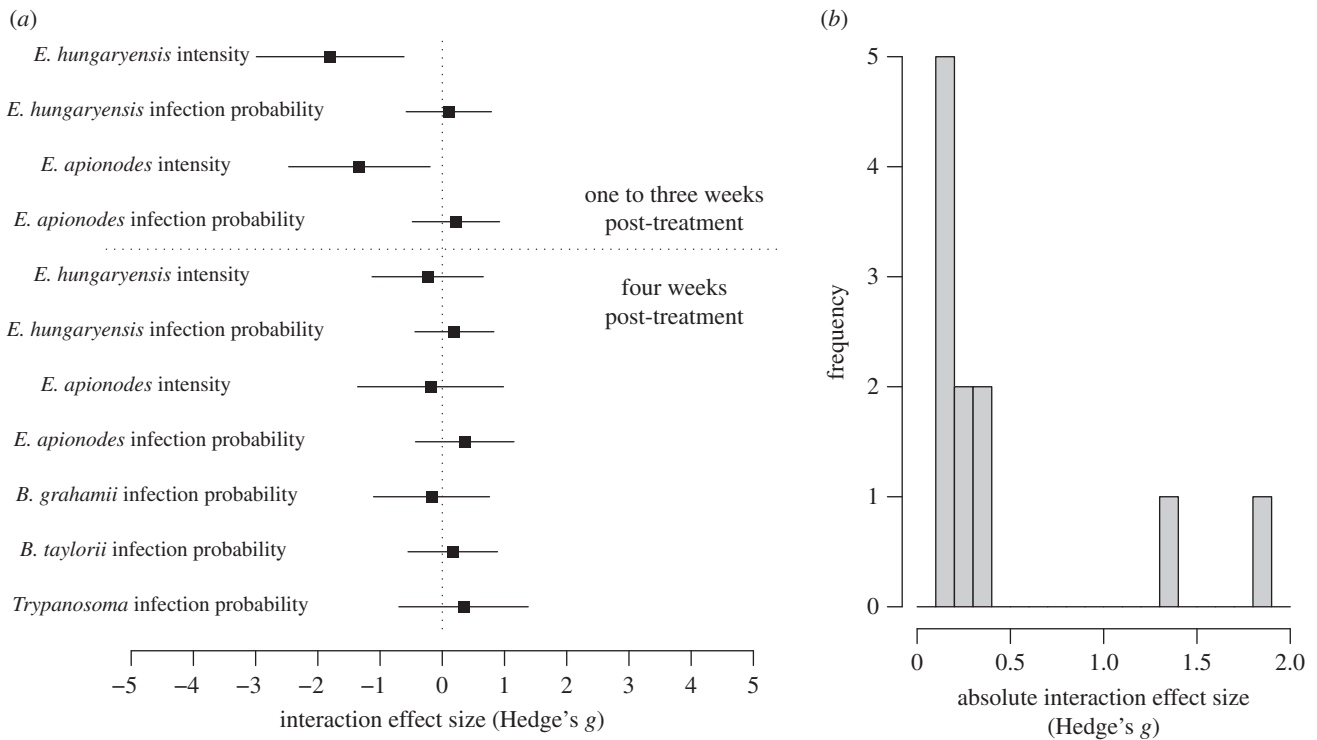 (a)
E. hungaryensis intensity
E. hungaryensis infection probability
E. apionodes intensity
E. apionodes infection probability
one to three weeks
post-treatment
E. hungaryensis intensity
E. hungaryensis infection probability
E. apionodes intensity
E. apionodes infection probability
B. grahamii infection probability
B. taylorii infection probability
Trypanosoma infection probability
four weeks
post-treatment
−5 −4 −3 −2 −1 0 1 2 3 4 5
interaction effect size (Hedge's g)
(b)
5
4
3
2
1
0
frequency
0 0.5 1.0 1.5 2.0
absolute interaction effect size
(Hedge's g)